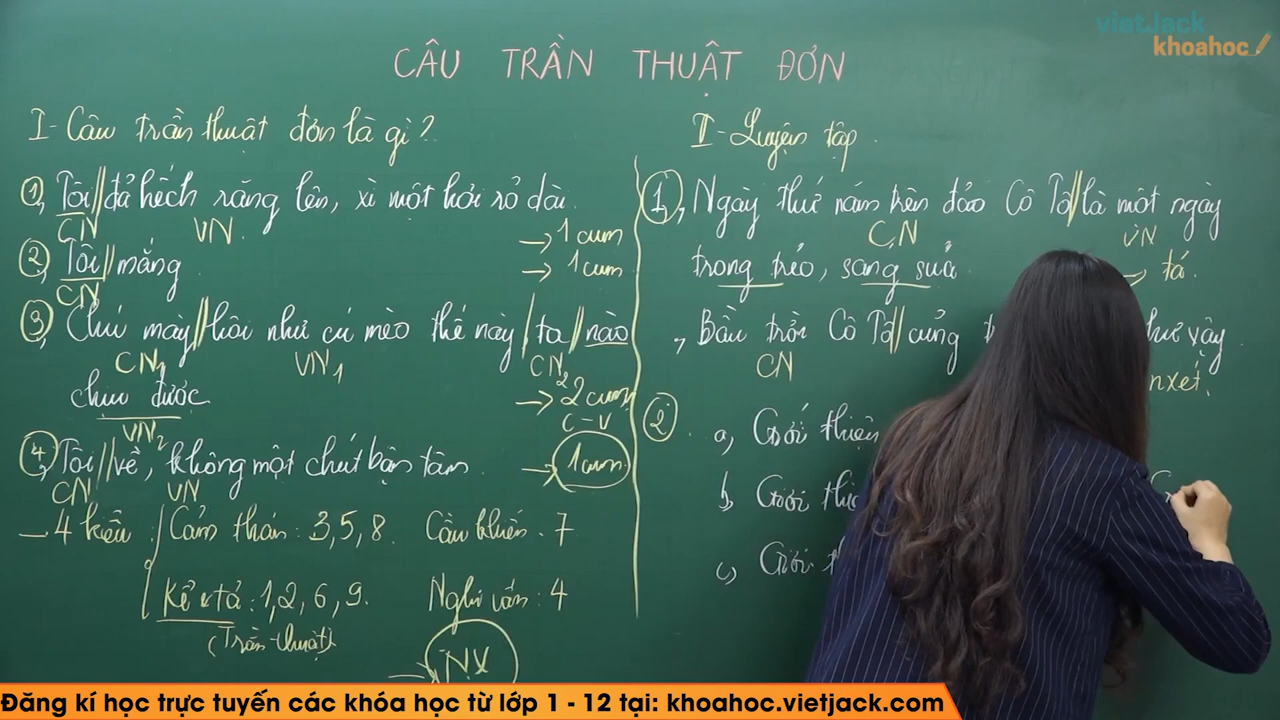 vietJack
khoahoc
CÂU TRẦN THUẬT ĐƠN
I- Câu trần thuật đơn là gì?
1, Tôi // đã hếch răng lên, xì một hơi rõ dài.
CN VN.
→ 1 cụm
2, Tôi // mắng.
→ 1 cụm
CN
3, Chú mày // hôi như cú mèo thế này / ta // nào
CN1 VN1 CN2
chịu được
→ 2 cụm
VN2
C-V
4, Tôi // về, không một chút bận tâm.
→ 1 cụm.
CN VN
- 4 kiểu
Cảm thán: 3, 5, 8. Cầu khiến. 7
Kể & tả: 1, 2, 6, 9. Nghi vấn: 4
(Trần thuật)
→ NX
II- Luyện tập.
1, Ngày thứ năm trên đảo Cô Tô // là một ngày
CN VN
trong trẻo, sáng sủa.
→ tả.
, Bầu trời Cô Tô // cũng
như vậy
CN
nxét.
2
a, Giới thiệu
b, Giới
c, Giới
Đăng kí học trực tuyến các khóa học từ lớp 1 - 12 tại: khoahoc.vietjack.com